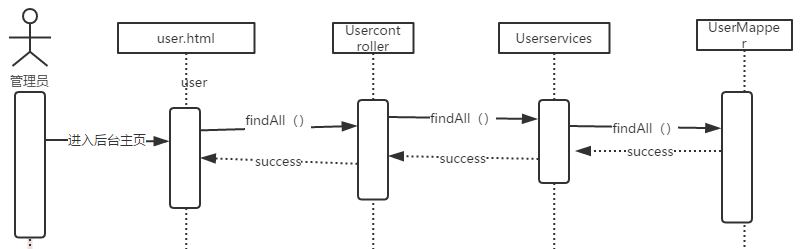 user.html
Usercont
roller
Userservices
UserMappe
r
管理员
user
进入后台主页
findAll（）
findAll（）
findAll（）
success
success
success